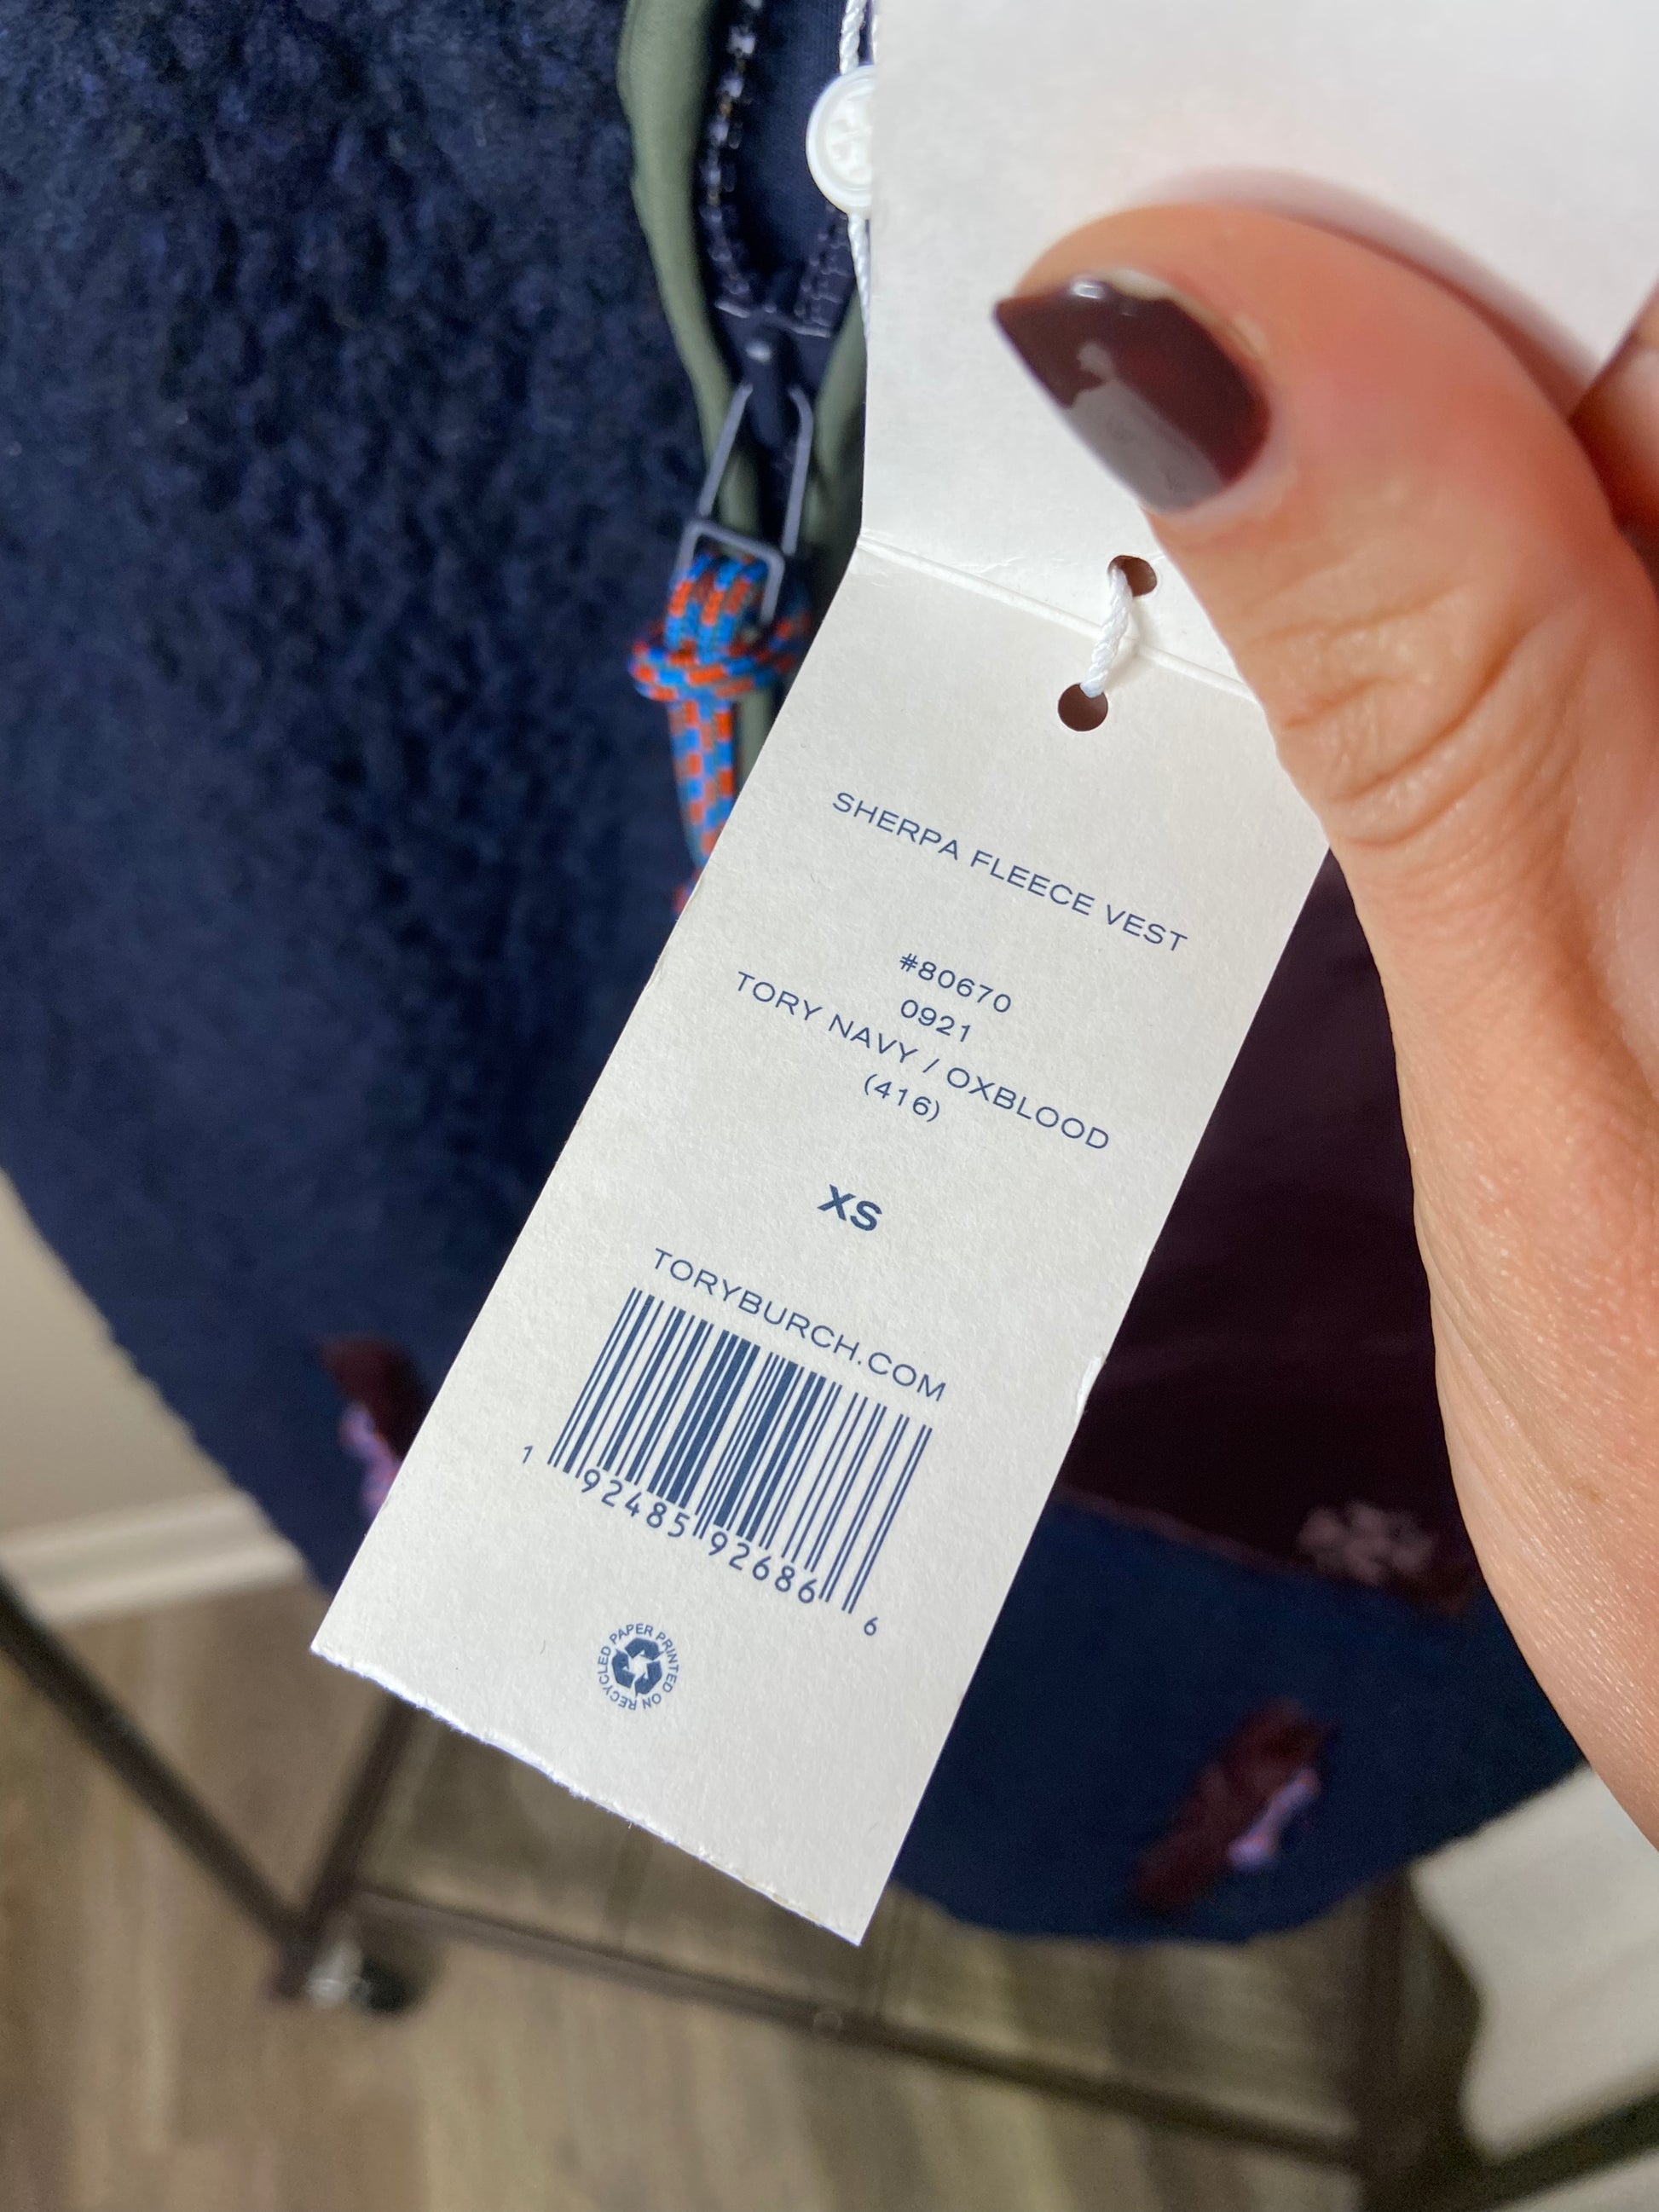 SHERPA FLEECE VEST
#80670
0921
TORY NAVY / OXBLOOD
(416)
XS
TORYBURCH.COM
1 92485 92686 6
PRINTED ON RECYCLED PAPER